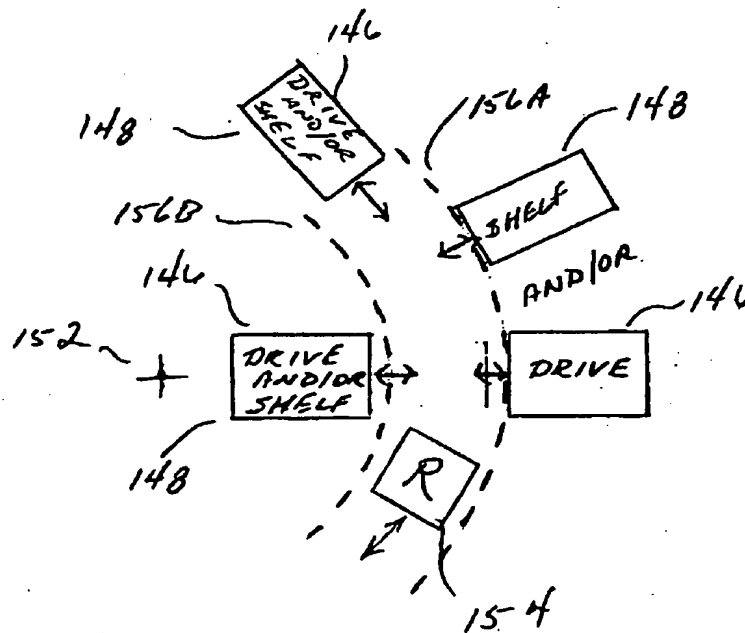 146
DRIVE
AND/OR
SHELF
148
156A
148
156B
SHELF
AND/OR
146
146
152
DRIVE
AND/OR
SHELF
DRIVE
148
R
154